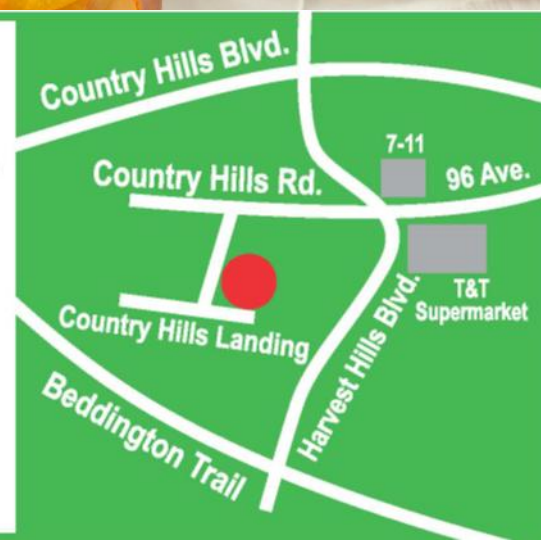 Country Hills Blvd.
7-11
Country Hills Rd.
96 Ave.
T&T
Supermarket
Country Hills Landing
Harvest Hills Blvd.
Beddington Trail